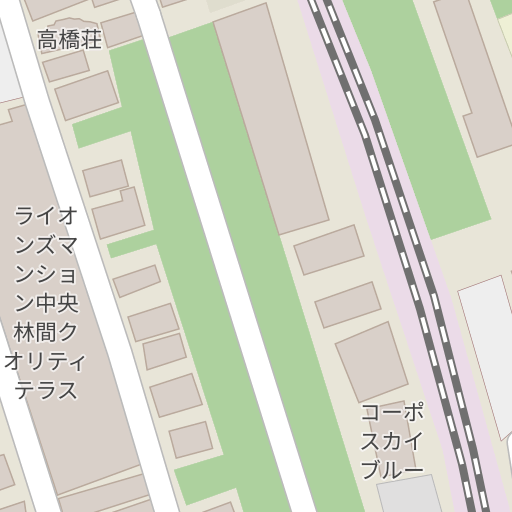 高橋荘
ライオ
ンズマ
ンショ
ン中央
林間ク
オリティ
テラス
コーポ
スカイ
ブルー